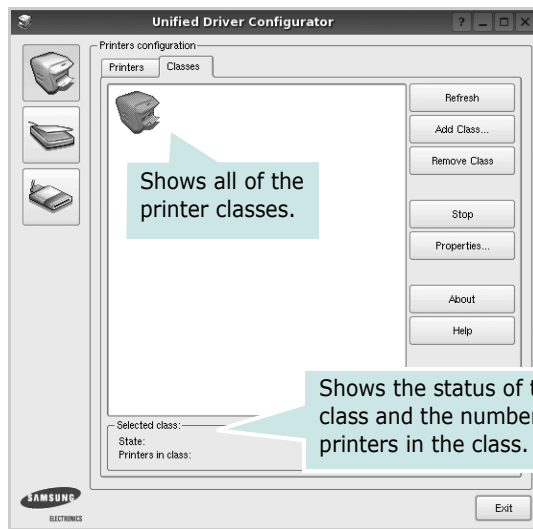 Unified Driver Configurator
Printers configuration
Printers
Classes
Refresh
Add Class...
Remove Class
Shows all of the
printer classes.
Stop
Properties...
About
Help
Shows the status of
class and the number
printers in the class.
Selected class:
State:
Printers in class:
SAMSUNG
ELECTRONICS
Exit